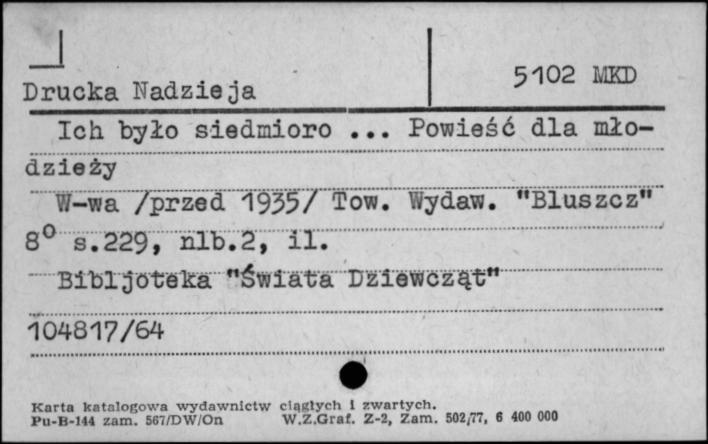 Drucka Nadzieja
5102 MKD
Ich było siedmioro ... Powieść dla mło-
dzieży
W-wa /przed 1935/ Tow. Wydaw. "Bluszcz"
8° s.229, nlb.2, il.
Bibljoteka "Świata Dziewcząt"
104817/64
Karta katalogowa wydawnictw ciągłych i zwartych.
Pu-B-144 zam. 567/DW/On W.Z.Graf. Z-2, Zam. 502/77, 6 400 000